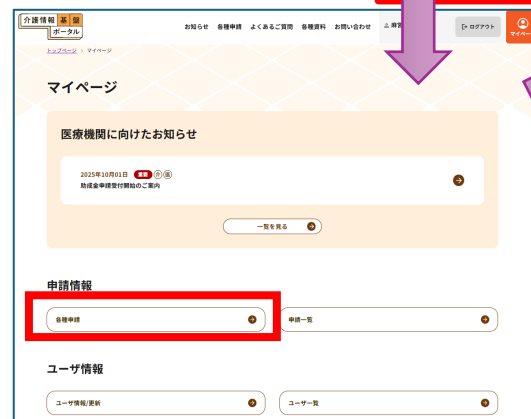 介護情報 基盤
ポータル
お知らせ 各種申請 よくあるご質問 各種資料 お問い合わせ
ログアウト
マイペー
トップページ › マイページ
マイページ
医療機関に向けたお知らせ
2025年10月01日 重要 介 医
助成金申請受付開始のご案内
一覧を見る
申請情報
各種申請
申請一覧
ユーザ情報
ユーザ情報/更新
ユーザー一覧